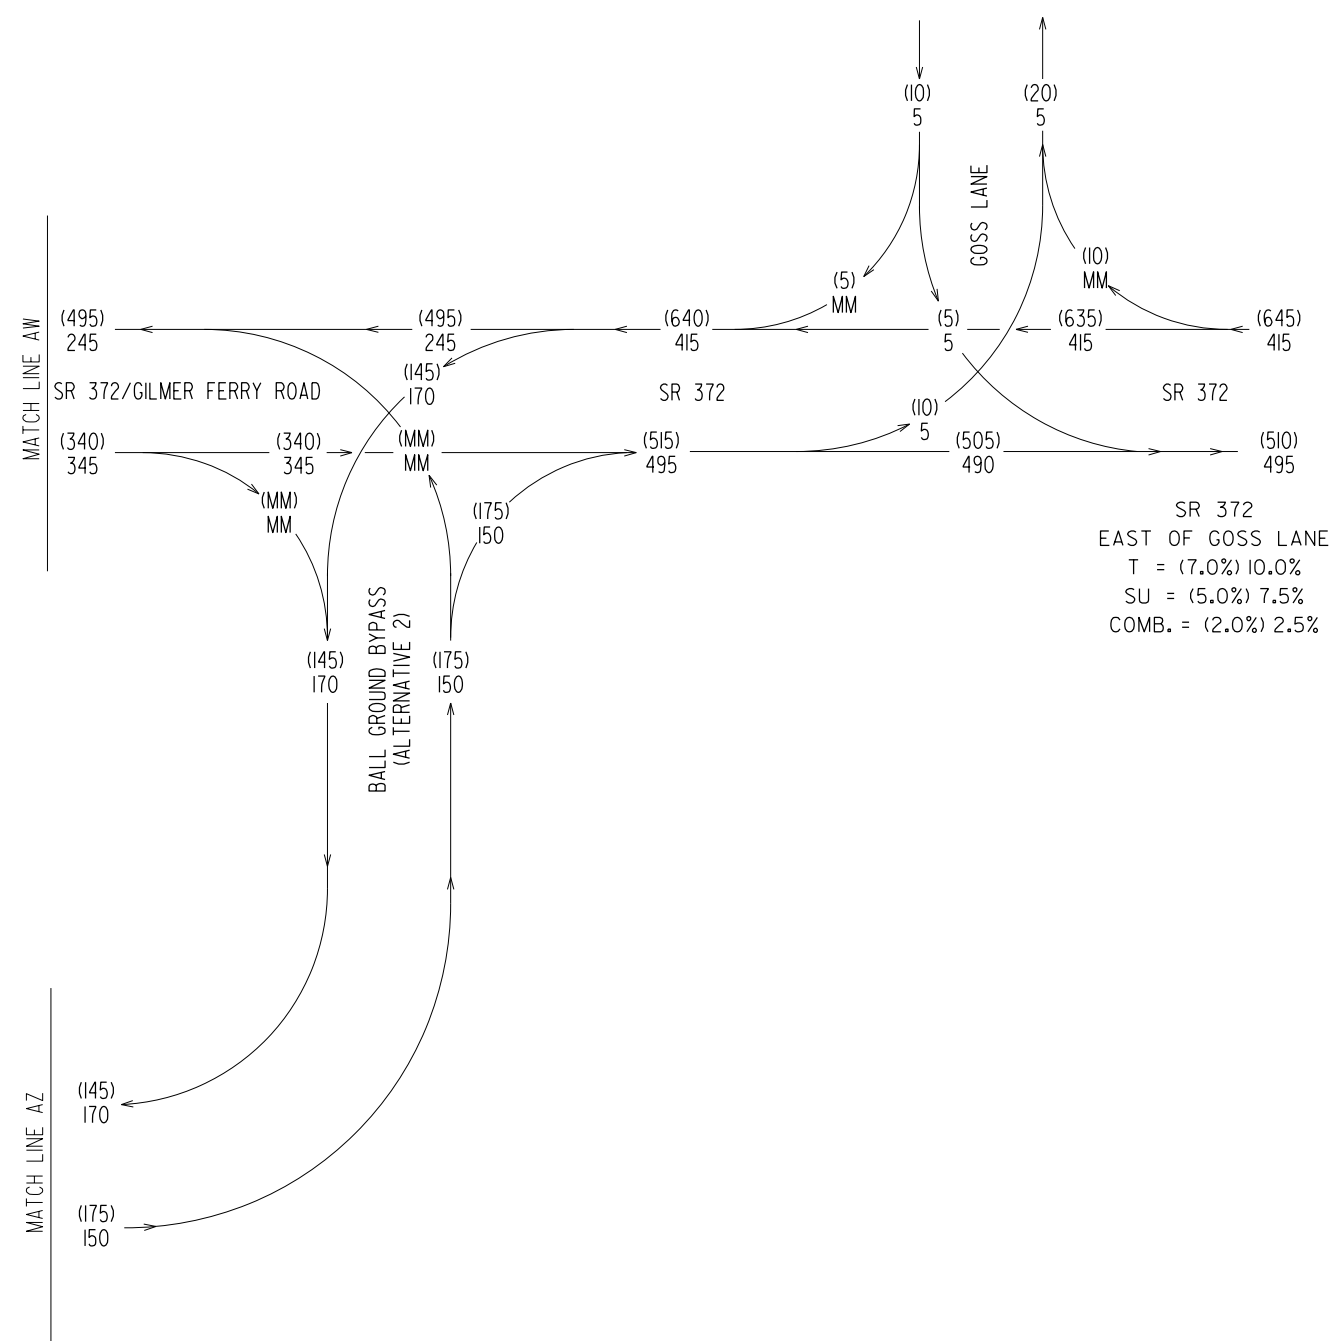 (10)
5
(20)
5
GOSS LANE
(5)
MM
(10)
MM
MATCH LINE AW
(495)
245
(495)
245
(640)
415
(5)
5
(635)
415
(645)
415
(145)
170
SR 372/GILMER FERRY ROAD
SR 372
SR 372
(10)
5
(340)
345
(340)
345
(MM)
MM
(515)
495
(505)
490
(510)
495
(MM)
MM
(175)
150
SR 372
EAST OF GOSS LANE
T = (7.0%) 10.0%
SU = (5.0%) 7.5%
COMB. = (2.0%) 2.5%
(145)
170
BALL GROUND BYPASS
(ALTERNATIVE 2)
(175)
150
MATCH LINE AZ
(145)
170
(175)
150